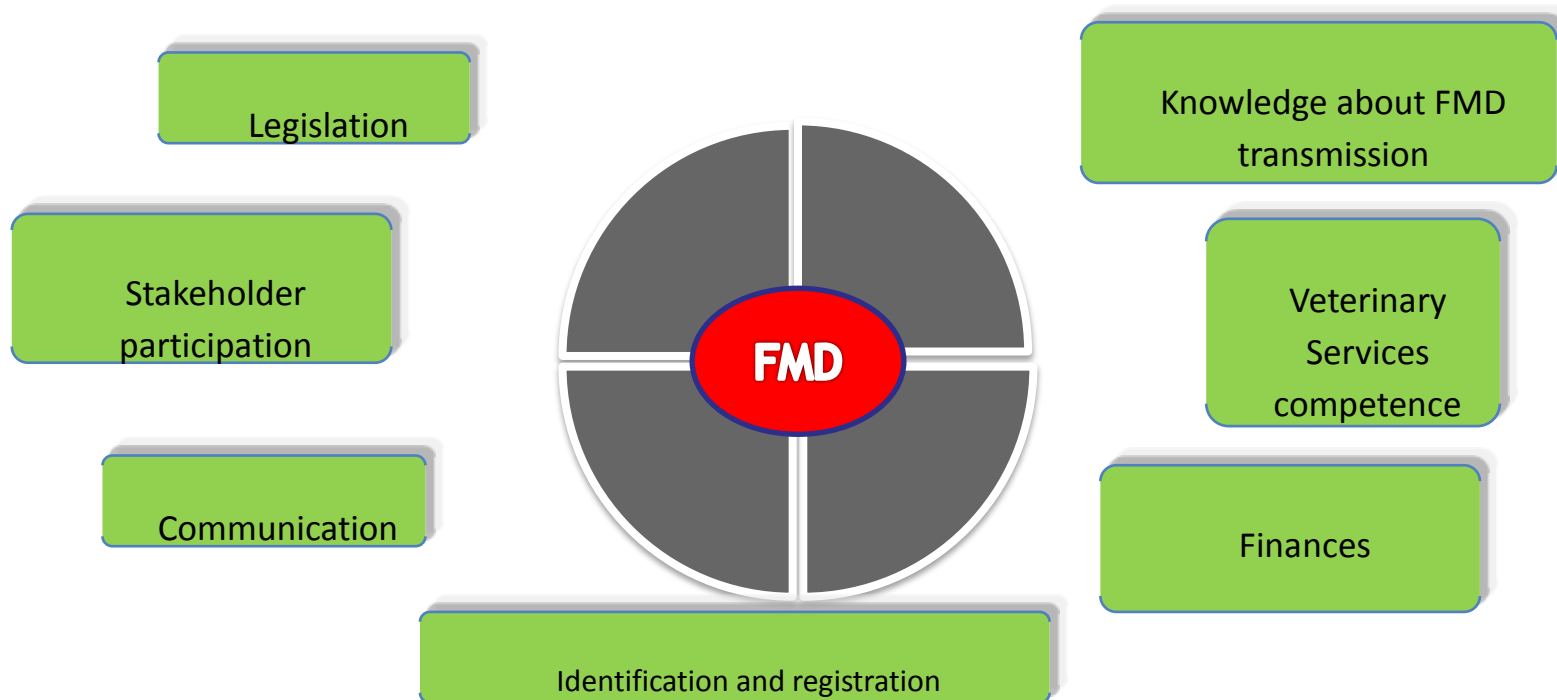 Legislation
Stakeholder
participation
Communication
FMD
Knowledge about FMD
transmission
Veterinary
Services
competence
Finances
Identification and registration